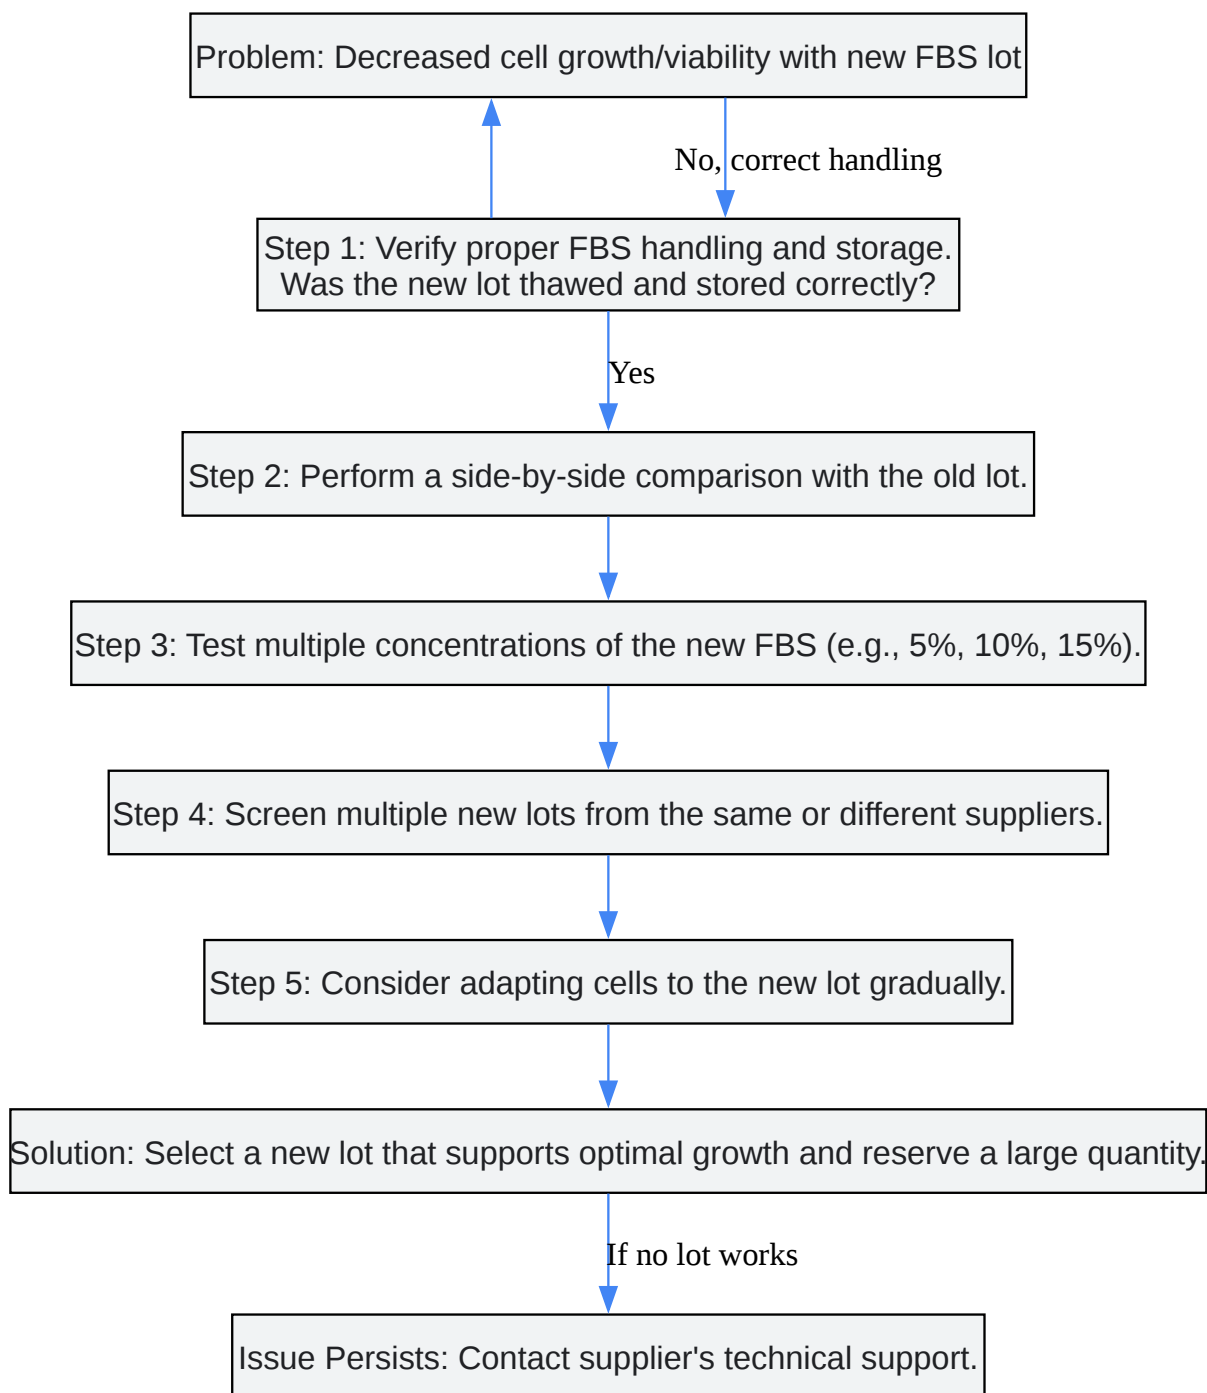 Problem: Decreased cell growth/viability with new FBS lot
No, correct handling
Step 1: Verify proper FBS handling and storage.
Was the new lot thawed and stored correctly?
Yes
Step 2: Perform a side-by-side comparison with the old lot.
Step 3: Test multiple concentrations of the new FBS (e.g., 5%, 10%, 15%).
Step 4: Screen multiple new lots from the same or different suppliers.
Step 5: Consider adapting cells to the new lot gradually.
Solution: Select a new lot that supports optimal growth and reserve a large quantity.
If no lot works
Issue Persists: Contact supplier's technical support.